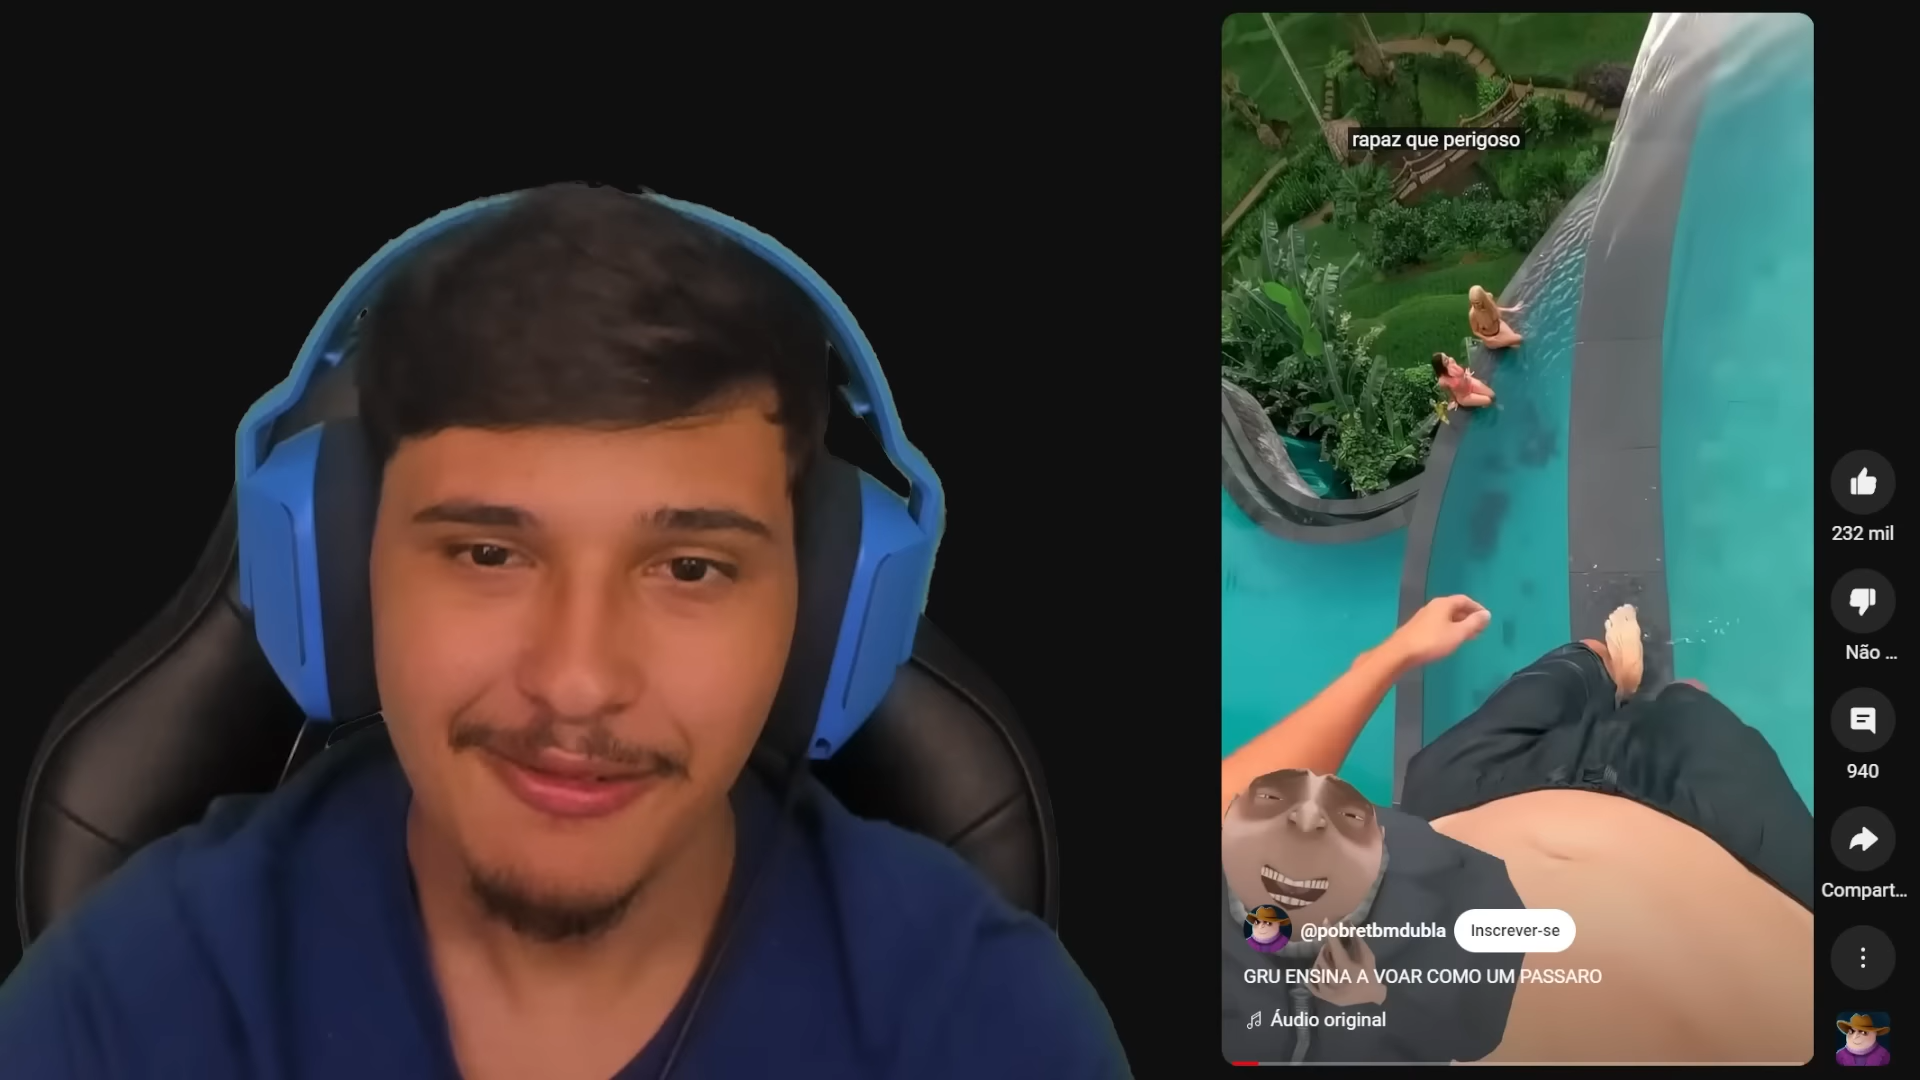 rapaz que perigoso
232 mil
Não ...
940
Compart...
@pobretbmdubla Inscrever-se
GRU ENSINA A VOAR COMO UM PASSARO
Áudio original